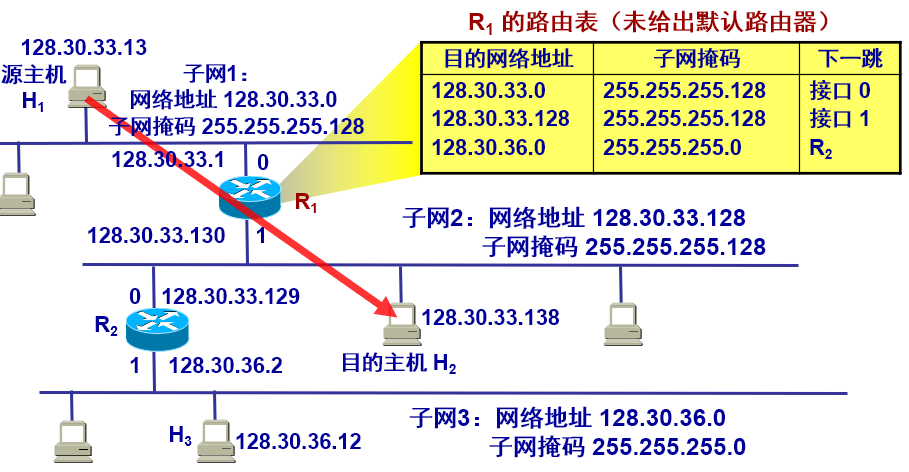 R1 的路由表（未给出默认路由器）
目的网络地址 子网掩码 下一跳
128.30.33.0 255.255.255.128 接口 0
128.30.33.128 255.255.255.128 接口 1
128.30.36.0 255.255.255.0 R2
128.30.33.13
源主机
H1
子网1：
网络地址 128.30.33.0
子网掩码 255.255.255.128
128.30.33.1
0
R1
128.30.33.130
1
子网2：网络地址 128.30.33.128
子网掩码 255.255.255.128
0
128.30.33.129
R2
128.30.33.138
目的主机 H2
1
128.30.36.2
子网3：网络地址 128.30.36.0
子网掩码 255.255.255.0
H3
128.30.36.12